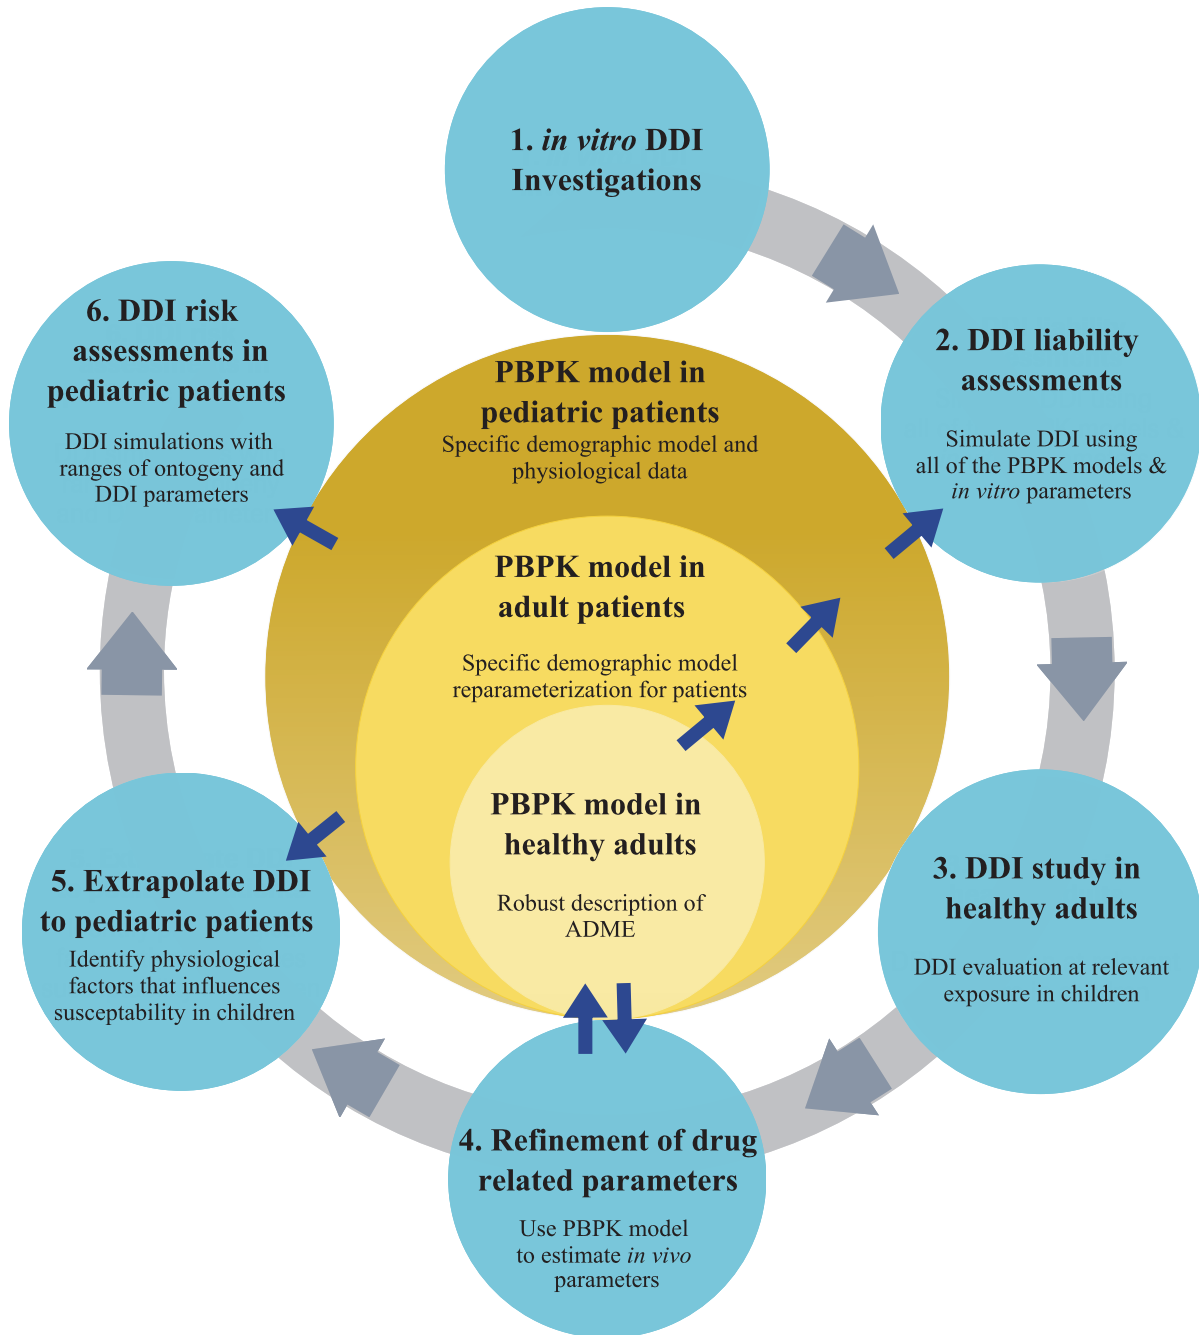 1. in vitro DDI
Investigations
2. DDI liability
assessments
Simulate DDI using
all of the PBPK models &
in vitro parameters
3. DDI study in
healthy adults
DDI evaluation at relevant
exposure in children
4. Refinement of drug
related parameters
Use PBPK model
to estimate in vivo
parameters
5. Extrapolate DDI
to pediatric patients
Identify physiological
factors that influences
susceptability in children
6. DDI risk
assessments in
pediatric patients
DDI simulations with
ranges of ontogeny and
DDI parameters
PBPK model in
pediatric patients
Specific demographic model and
physiological data
PBPK model in
adult patients
Specific demographic model
reparameterization for patients
PBPK model in
healthy adults
Robust description of
ADME